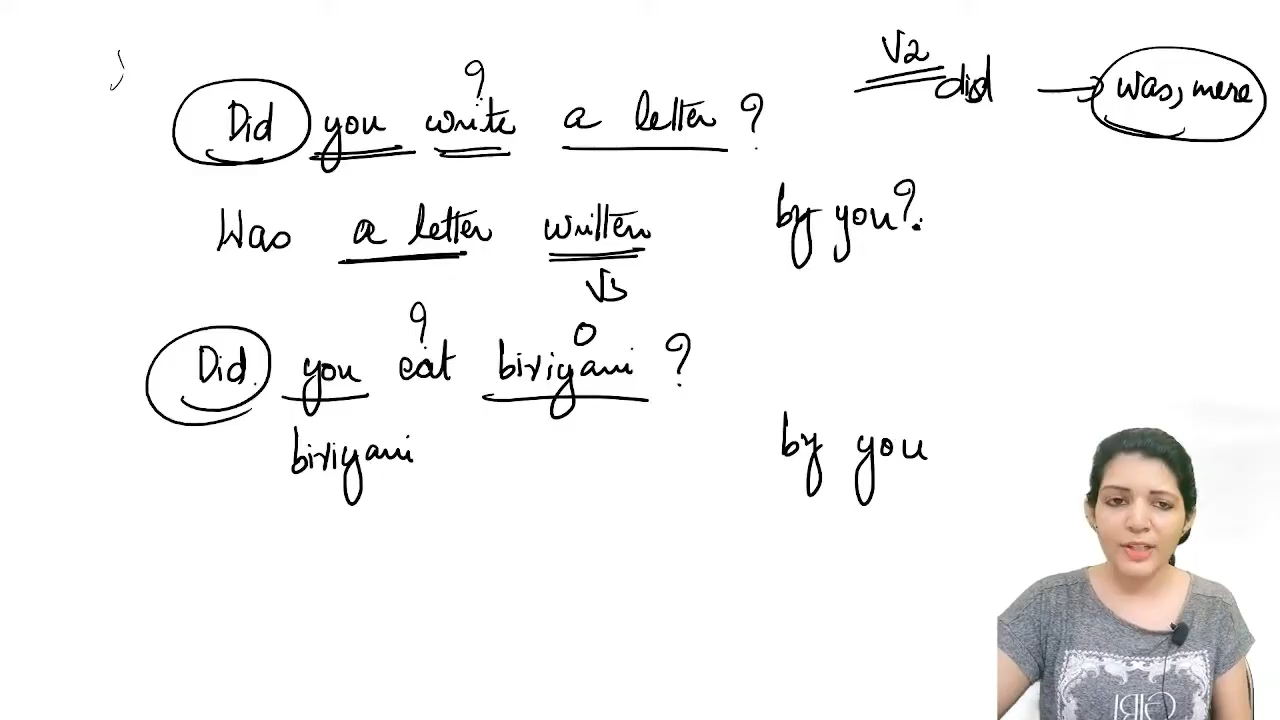 V2 did → was, were
?
Did you write a letter ?
Was a letter written by you?
V3
? O
Did you eat biriyani ?
biriyani by you